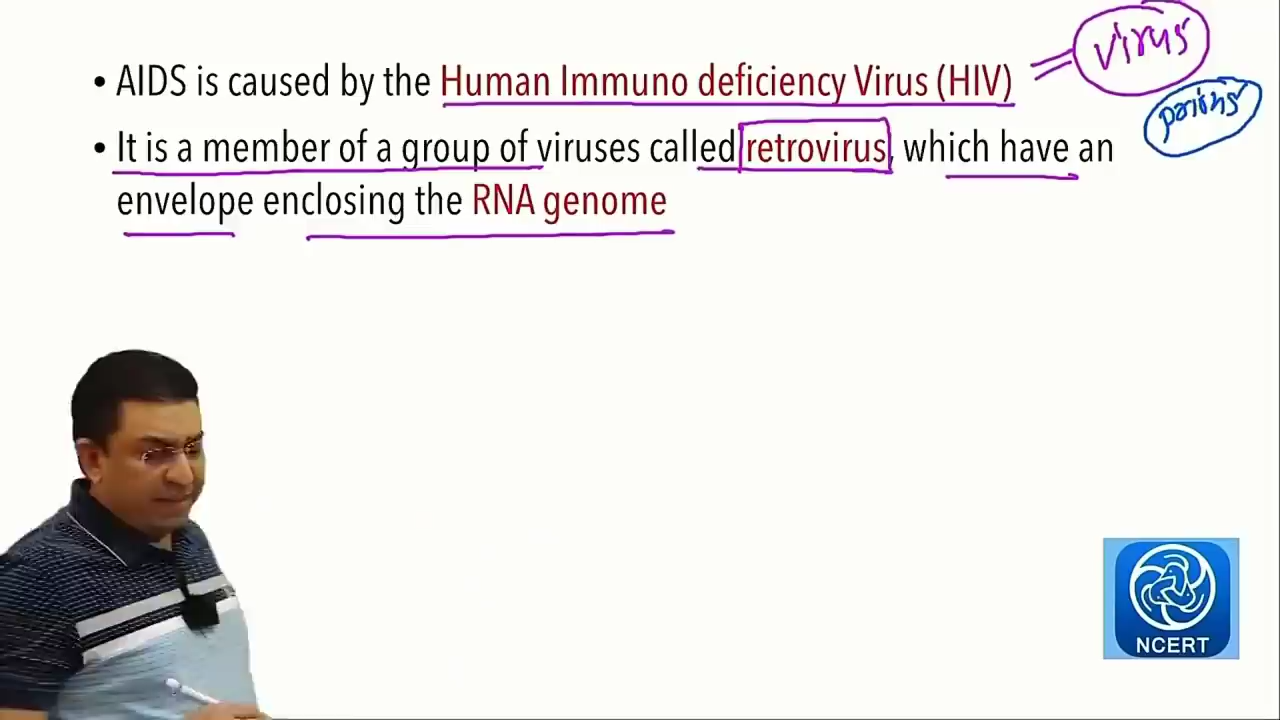 • AIDS is caused by the Human Immuno deficiency Virus (HIV)
virus
• It is a member of a group of viruses called retrovirus, which have an
envelope enclosing the RNA genome
NCERT